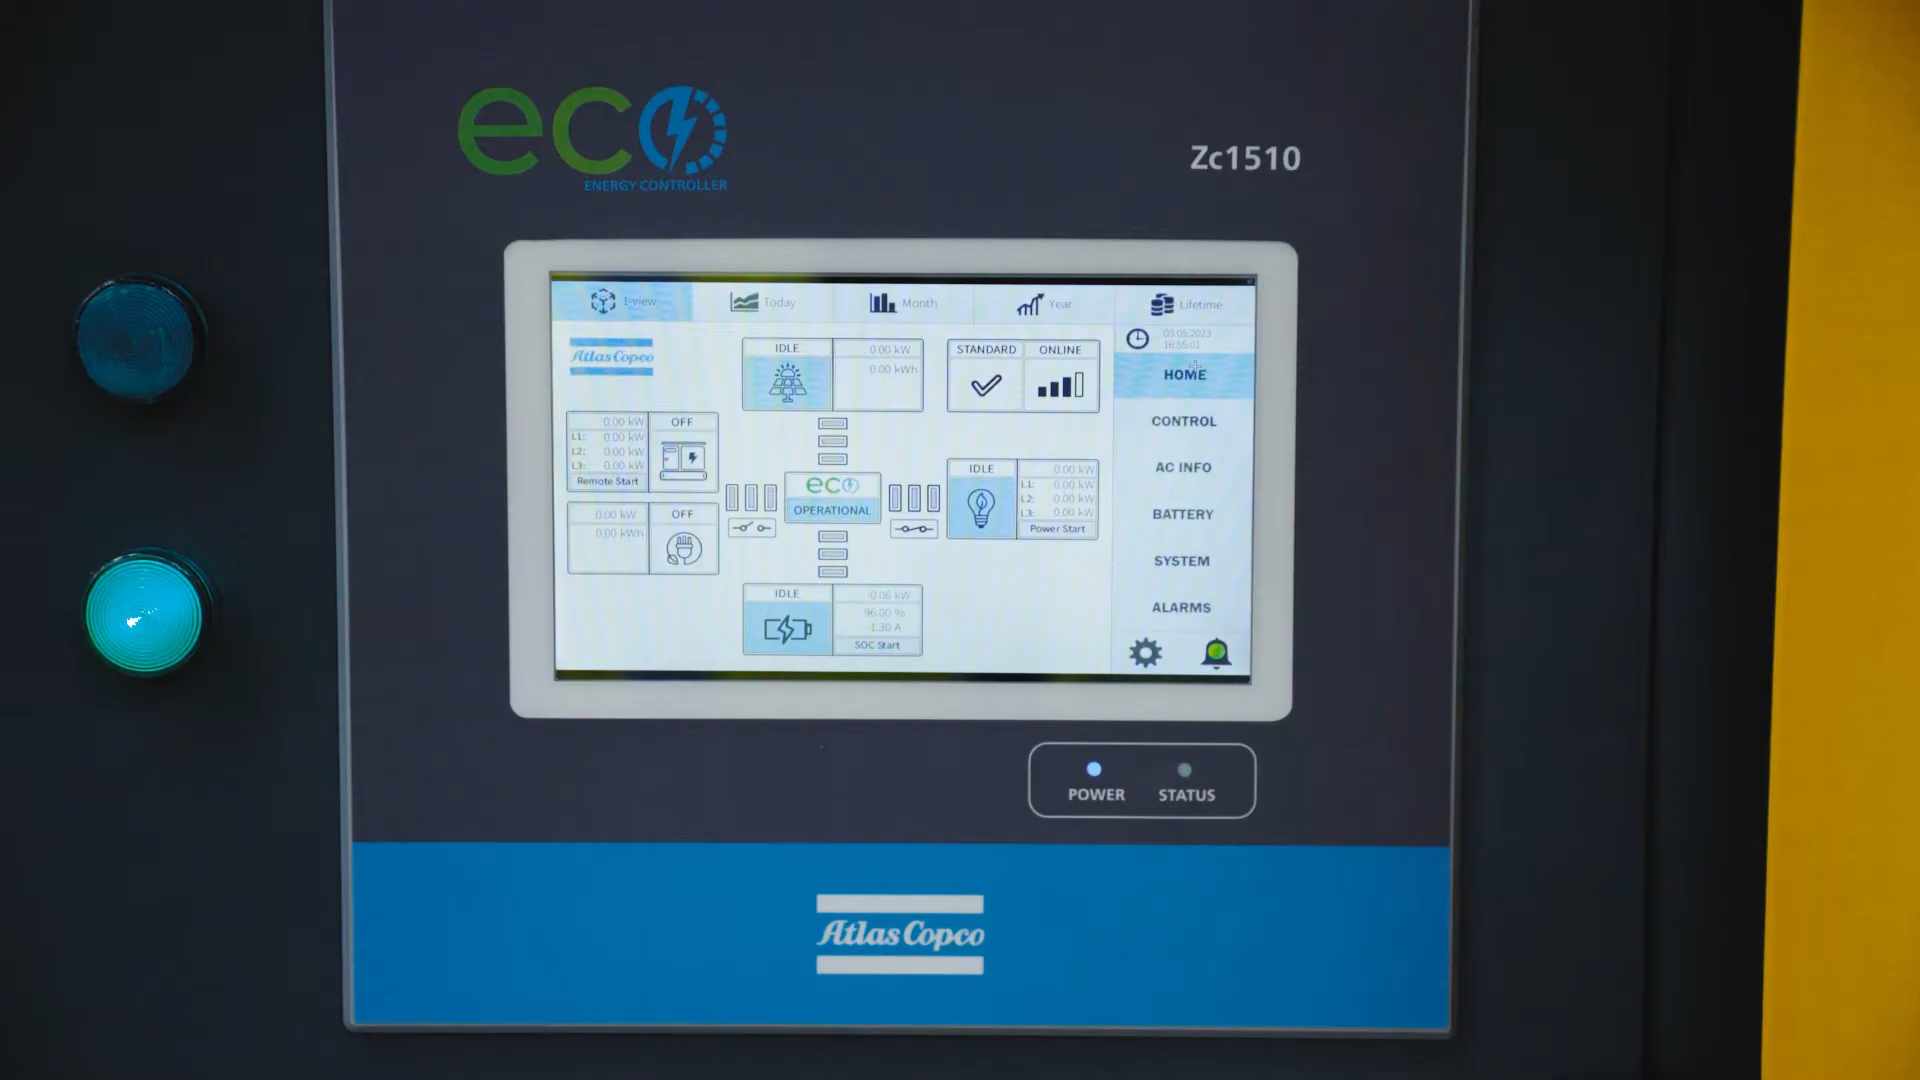 eco
ENERGY CONTROLLER
Zc1510
1-view
Today
Month
Year
Lifetime
03.05.2023
16:55:01
Atlas Copco
IDLE
0.00 kW
0.00 kWh
STANDARD
ONLINE
HOME
CONTROL
AC INFO
BATTERY
SYSTEM
ALARMS
0.00 kW
L1: 0.00 kW
L2: 0.00 kW
L3: 0.00 kW
Remote Start
OFF
0.00 kW
0,00 kWh
OFF
eco
OPERATIONAL
IDLE
0.00 kW
L1: 0.00 kW
L2: 0.00 kW
L3: 0.00 kW
Power Start
IDLE
-0.06 kW
96.00 %
-1.30 A
SOC Start
POWER
STATUS
Atlas Copco